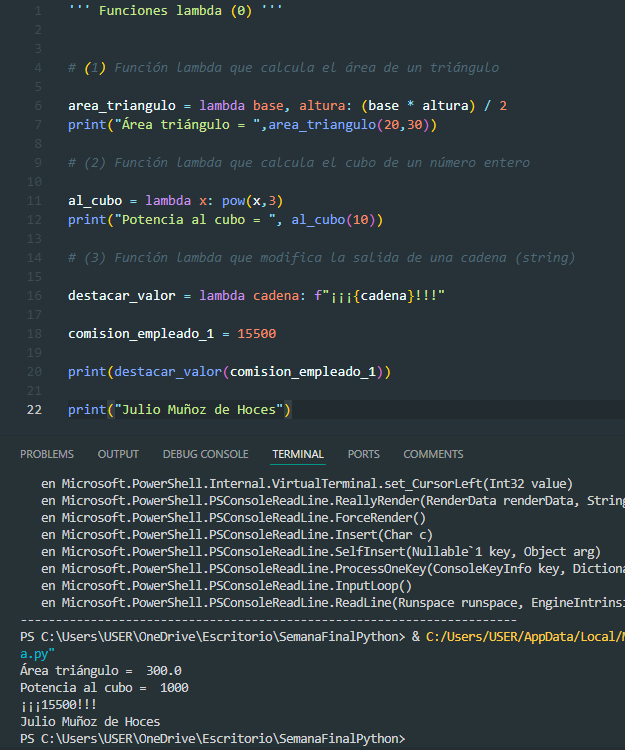 1 ''' Funciones lambda (0) '''
2
3
4 # (1) Función lambda que calcula el área de un triángulo
5
6 area_triangulo = lambda base, altura: (base * altura) / 2
7 print("Área triángulo = ",area_triangulo(20,30))
8
9 # (2) Función lambda que calcula el cubo de un número entero
10
11 al_cubo = lambda x: pow(x,3)
12 print("Potencia al cubo = ", al_cubo(10))
13
14 # (3) Función lambda que modifica la salida de una cadena (string)
15
16 destacar_valor = lambda cadena: f"¡¡¡{cadena}!!!"
17
18 comision_empleado_1 = 15500
19
20 print(destacar_valor(comision_empleado_1))
21
22 print("Julio Muñoz de Hoces")
PROBLEMS OUTPUT DEBUG CONSOLE TERMINAL PORTS COMMENTS
en Microsoft.PowerShell.Internal.VirtualTerminal.set_CursorLeft(Int32 value)
en Microsoft.PowerShell.PSConsoleReadLine.ReallyRender(RenderData renderData, String
en Microsoft.PowerShell.PSConsoleReadLine.ForceRender()
en Microsoft.PowerShell.PSConsoleReadLine.Insert(Char c)
en Microsoft.PowerShell.PSConsoleReadLine.SelfInsert(Nullable`1 key, Object arg)
en Microsoft.PowerShell.PSConsoleReadLine.ProcessOneKey(ConsoleKeyInfo key, Dictiona
en Microsoft.PowerShell.PSConsoleReadLine.InputLoop()
en Microsoft.PowerShell.PSConsoleReadLine.ReadLine(Runspace runspace, EngineIntrinsi
-----------------------------------------------------------------------
PS C:\Users\USER\OneDrive\Escritorio\SemanaFinalPython> & C:/Users/USER/AppData/Local/M
a.py"
Área triángulo =  300.0
Potencia al cubo =  1000
¡¡¡15500!!!
Julio Muñoz de Hoces
PS C:\Users\USER\OneDrive\Escritorio\SemanaFinalPython>